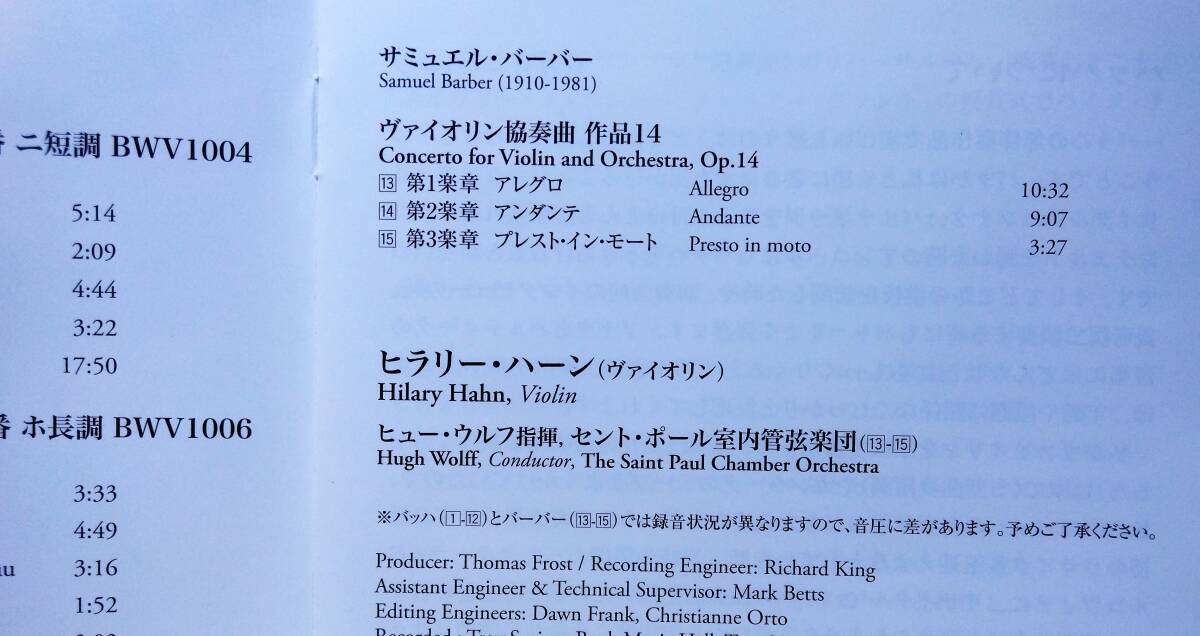 番 ニ短調 BWV1004
5:14
2:09
4:44
3:22
17:50
番 ホ長調 BWV1006
3:33
4:49
3:16
1:52
サミュエル・バーバー
Samuel Barber (1910-1981)
ヴァイオリン協奏曲 作品14
Concerto for Violin and Orchestra, Op.14
13 第1楽章 アレグロ Allegro 10:32
14 第2楽章 アンダンテ Andante 9:07
15 第3楽章 プレスト・イン・モート Presto in moto 3:27
ヒラリー・ハーン(ヴァイオリン)
Hilary Hahn, Violin
ヒュー・ウルフ指揮, セント・ポール室内管弦楽団(13-15)
Hugh Wolff, Conductor, The Saint Paul Chamber Orchestra
※バッハ(1-12)とバーバー(13-15)では録音状況が異なりますので、音圧に差があります。予めご了承ください。
Producer: Thomas Frost / Recording Engineer: Richard King
Assistant Engineer & Technical Supervisor: Mark Betts
Editing Engineers: Dawn Frank, Christianne Orto